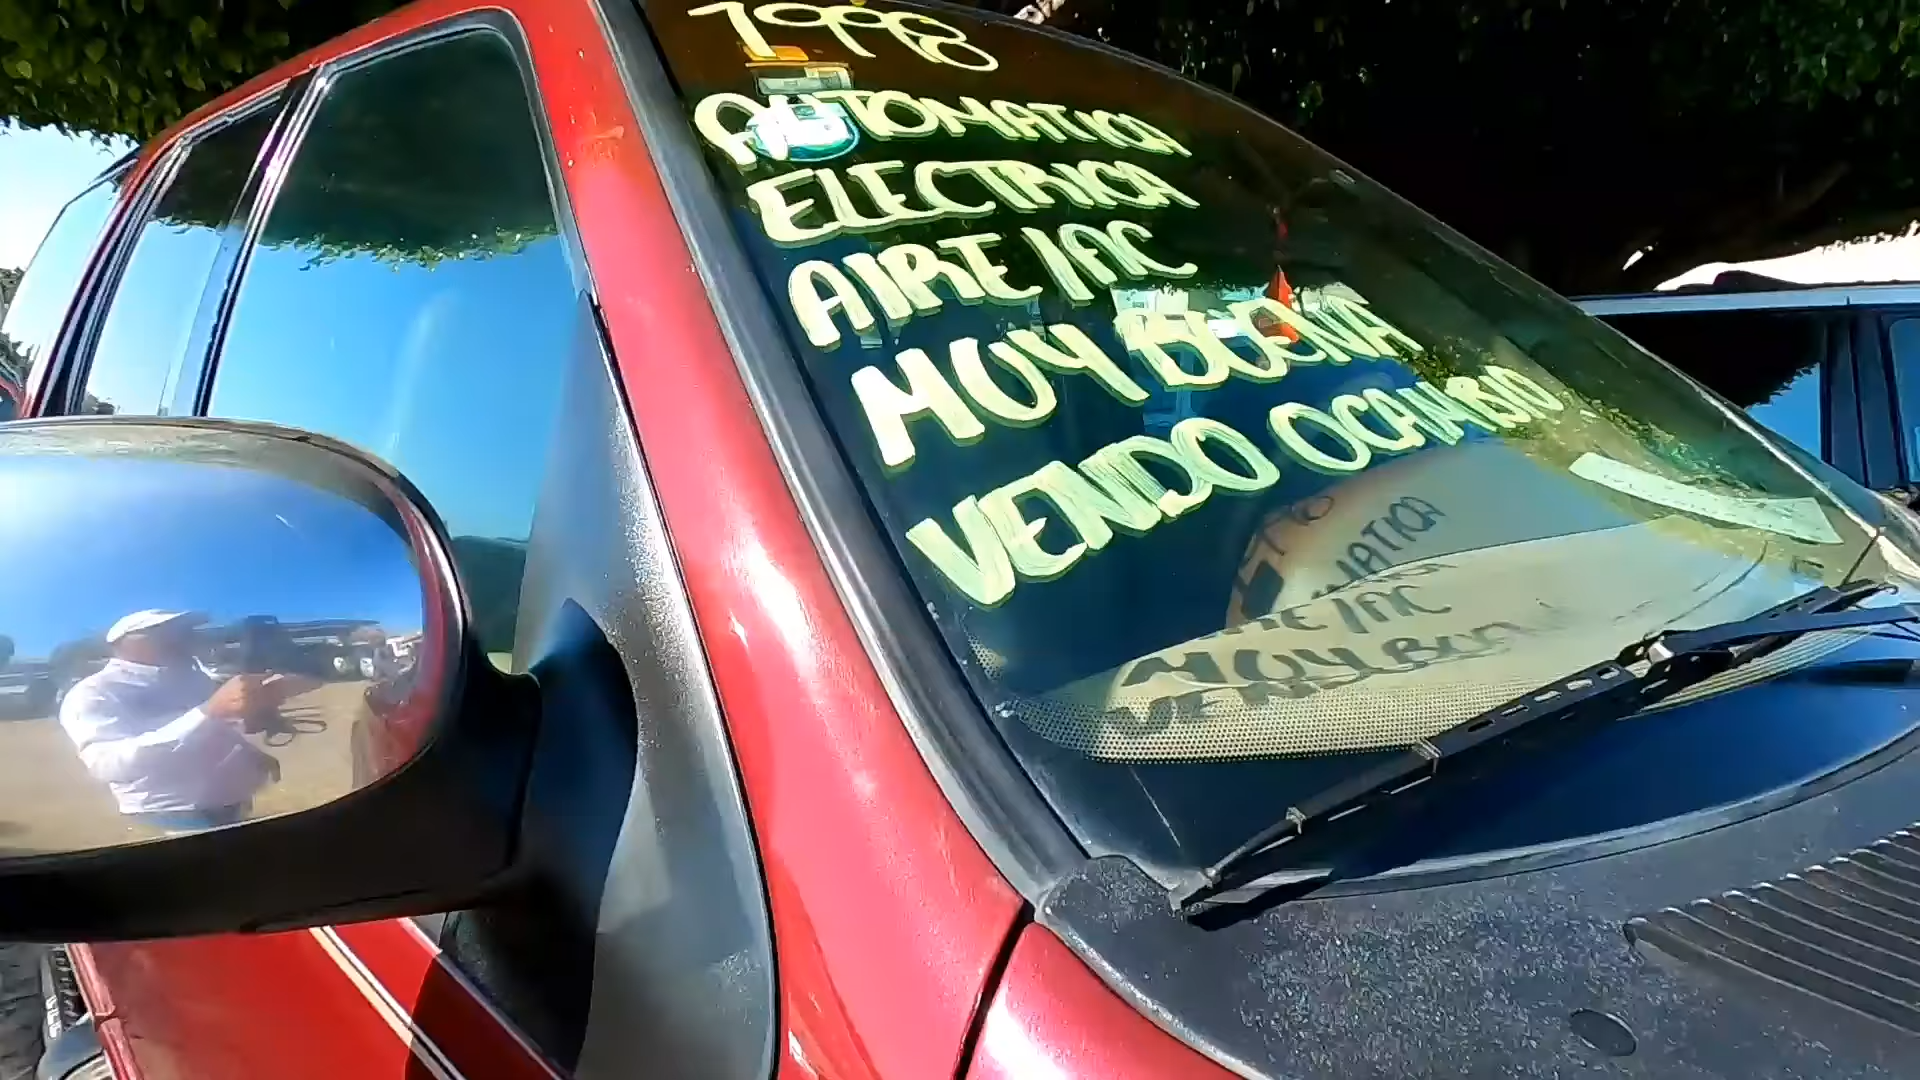 1998
AUTOMATICA
ELECTRICA
AIRE/AC
MUY BUENA
VENDO OCAMBIO